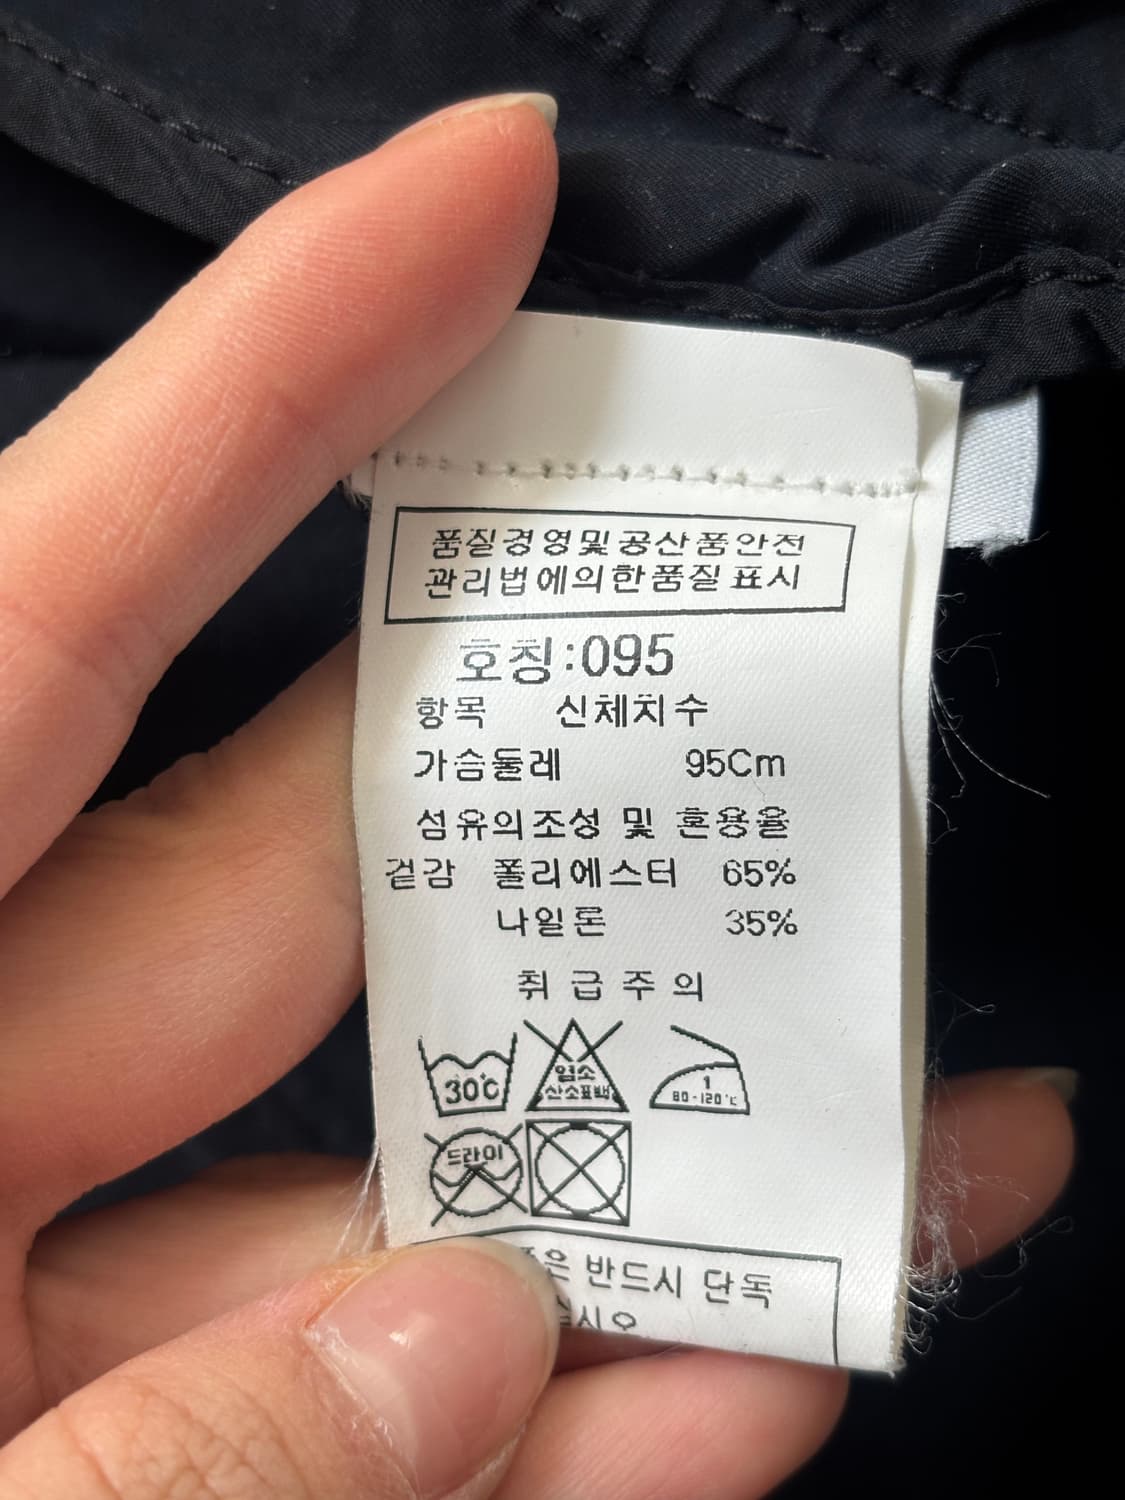 품질경영및공산품안전
관리법에의한품질표시
호칭:095
항목 신체치수
가슴둘레 95Cm
섬유의조성 및 혼용율
겉감 폴리에스터 65%
나일론 35%
취급주의
30℃
염소
산소표백
1
80-120℃
드라이
반드시 단독